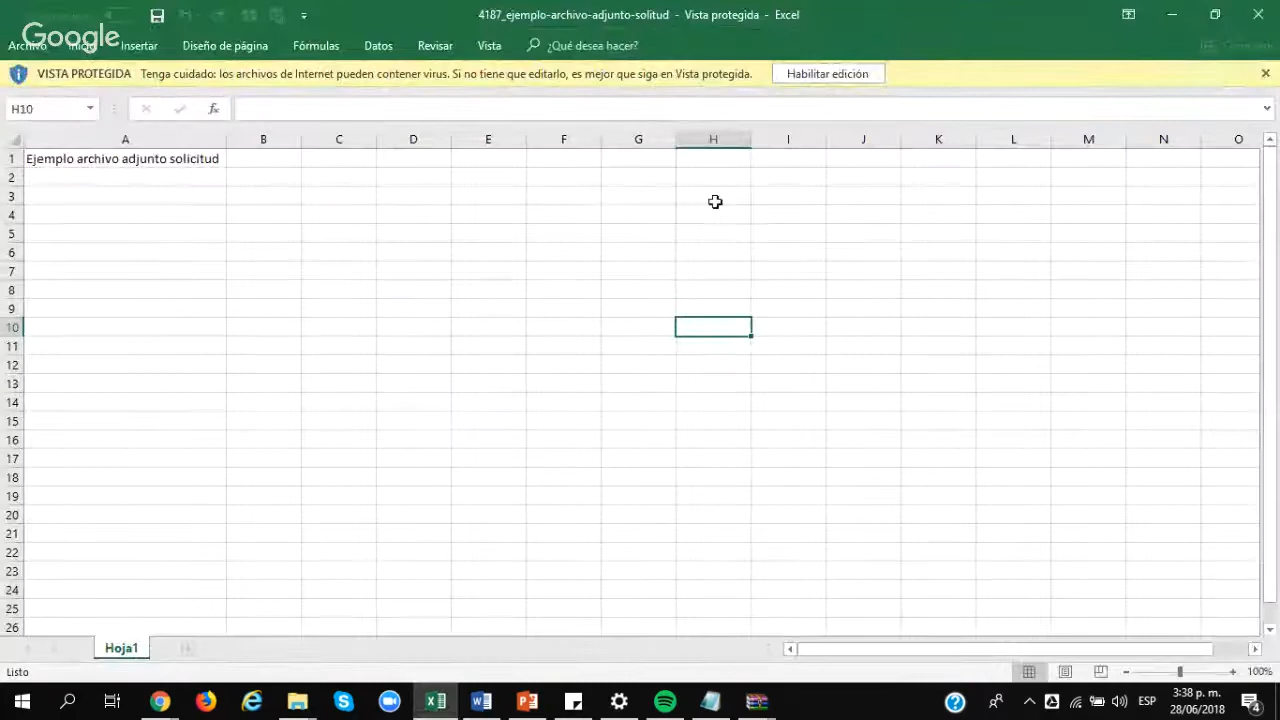 4187_ejemplo-archivo-adjunto-solitud - Vista protegida - Excel
Google
Archivo Inicio Insertar Diseño de página Fórmulas Datos Revisar Vista ¿Qué desea hacer?
VISTA PROTEGIDA Tenga cuidado: los archivos de Internet pueden contener virus. Si no tiene que editarlo, es mejor que siga en Vista protegida. Habilitar edición
H10 fx
A B C D E F G H I J K L M N O
1 Ejemplo archivo adjunto solicitud
2
3
4
5
6
7
8
9
10
11
12
13
14
15
16
17
18
19
20
21
22
23
24
25
26
Hoja1
Listo 100%
ESP 3:38 p. m.
28/06/2018 4